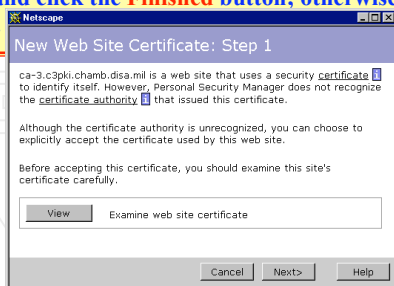 and click the Finished button; otherwise
Netscape
New Web Site Certificate: Step 1
ca-3.c3pki.chamb.disa.mil is a web site that uses a security certificate i
to identify itself. However, Personal Security Manager does not recognize
the certificate authority i that issued this certificate.
Although the certificate authority is unrecognized, you can choose to
explicitly accept the certificate used by this web site.
Before accepting this certificate, you should examine this site's
certificate carefully.
View Examine web site certificate
Cancel Next> Help